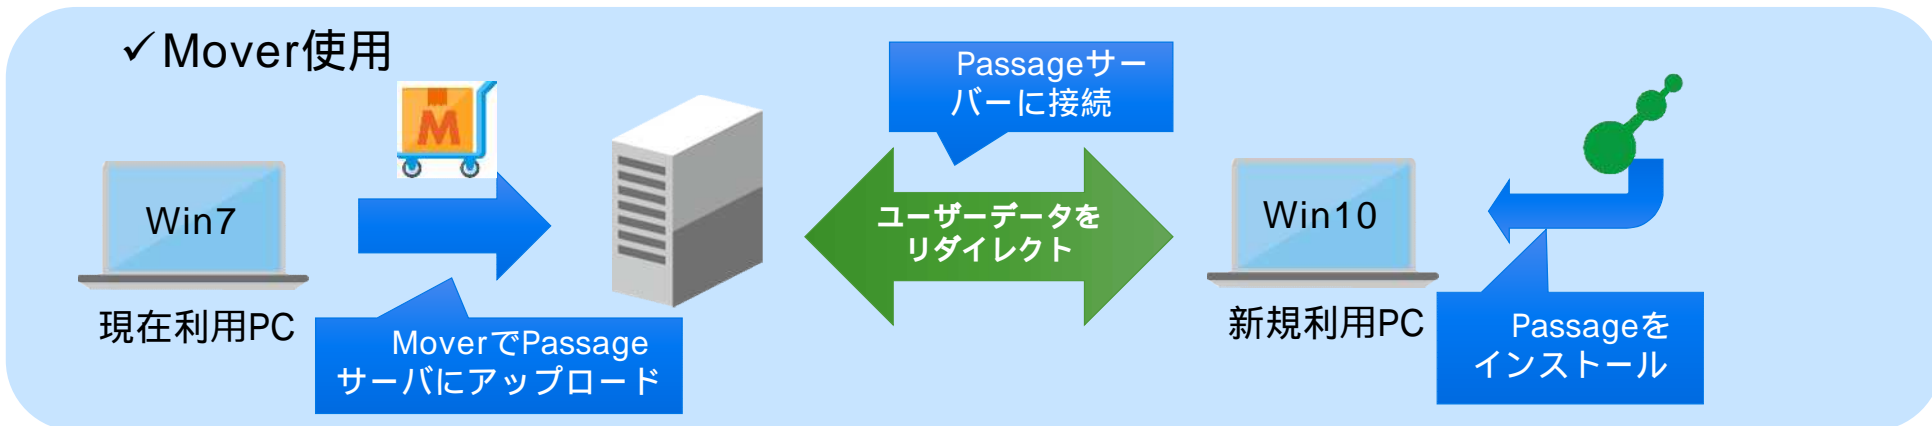 ✓Mover使用
M
Passageサー
バーに接続
Win7
ユーザーデータを
リダイレクト
Win10
現在利用PC
MoverでPassage
サーバにアップロード
新規利用PC
Passageを
インストール